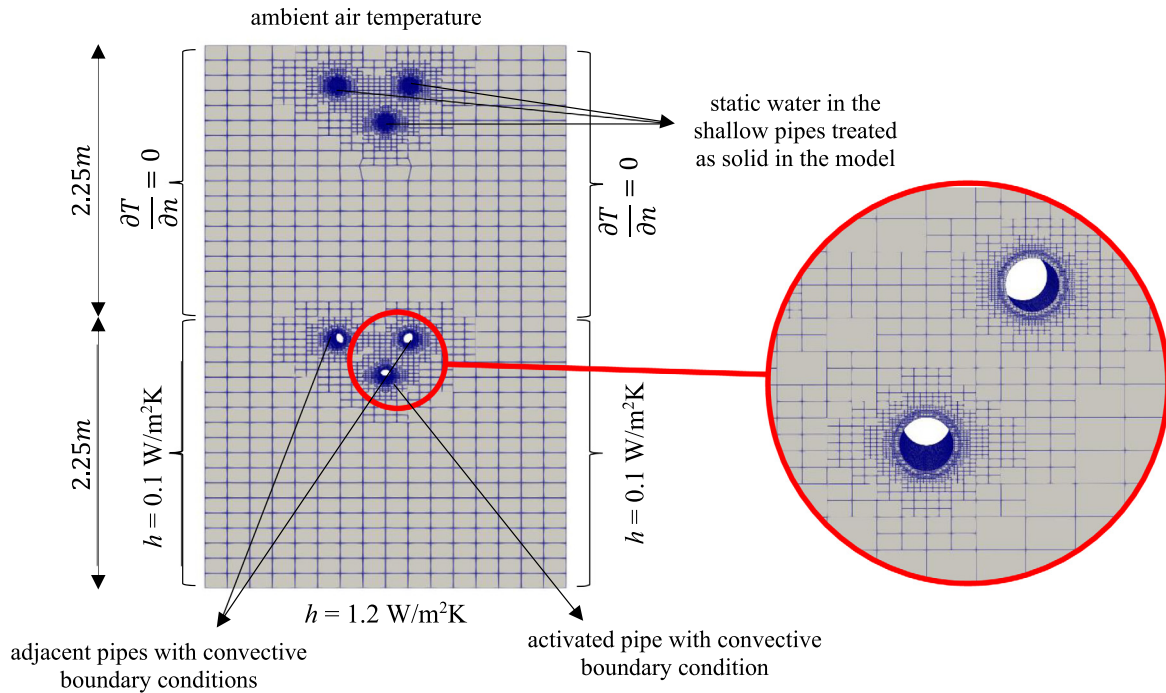 ambient air temperature
2.25m
∂T/∂n = 0
∂T/∂n = 0
static water in the
shallow pipes treated
as solid in the model
2.25m
h = 0.1 W/m²K
h = 0.1 W/m²K
h = 1.2 W/m²K
adjacent pipes with convective
boundary conditions
activated pipe with convective
boundary condition